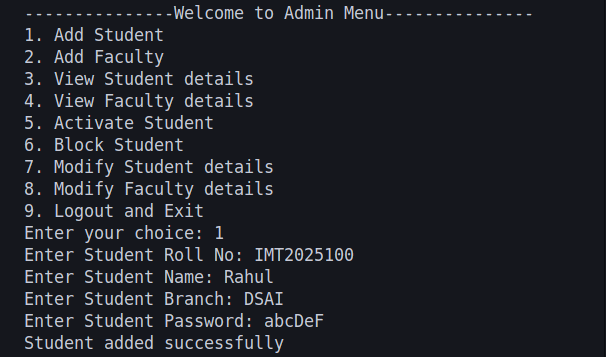 ---------------Welcome to Admin Menu---------------
1. Add Student
2. Add Faculty
3. View Student details
4. View Faculty details
5. Activate Student
6. Block Student
7. Modify Student details
8. Modify Faculty details
9. Logout and Exit
Enter your choice: 1
Enter Student Roll No: IMT2025100
Enter Student Name: Rahul
Enter Student Branch: DSAI
Enter Student Password: abcDeF
Student added successfully